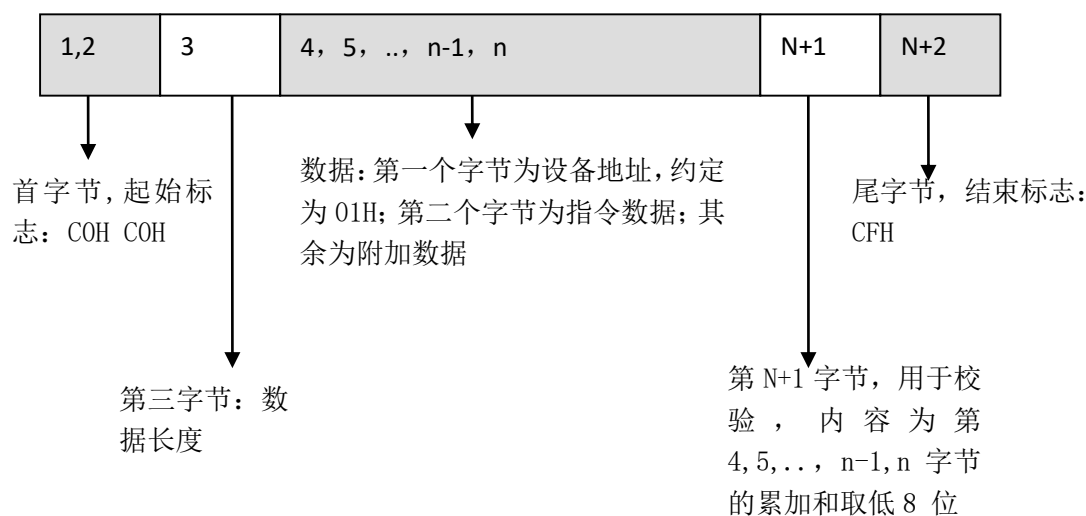 1,2
3
4，5，..，n-1，n
N+1
N+2
首字节,起始标
志：C0H C0H
数据：第一个字节为设备地址，约定
为 01H；第二个字节为指令数据；其
余为附加数据
尾字节，结束标志：
CFH
第三字节：数
据长度
第 N+1 字节，用于校
验，内容为第
4,5,..，n-1,n 字节
的累加和取低 8 位